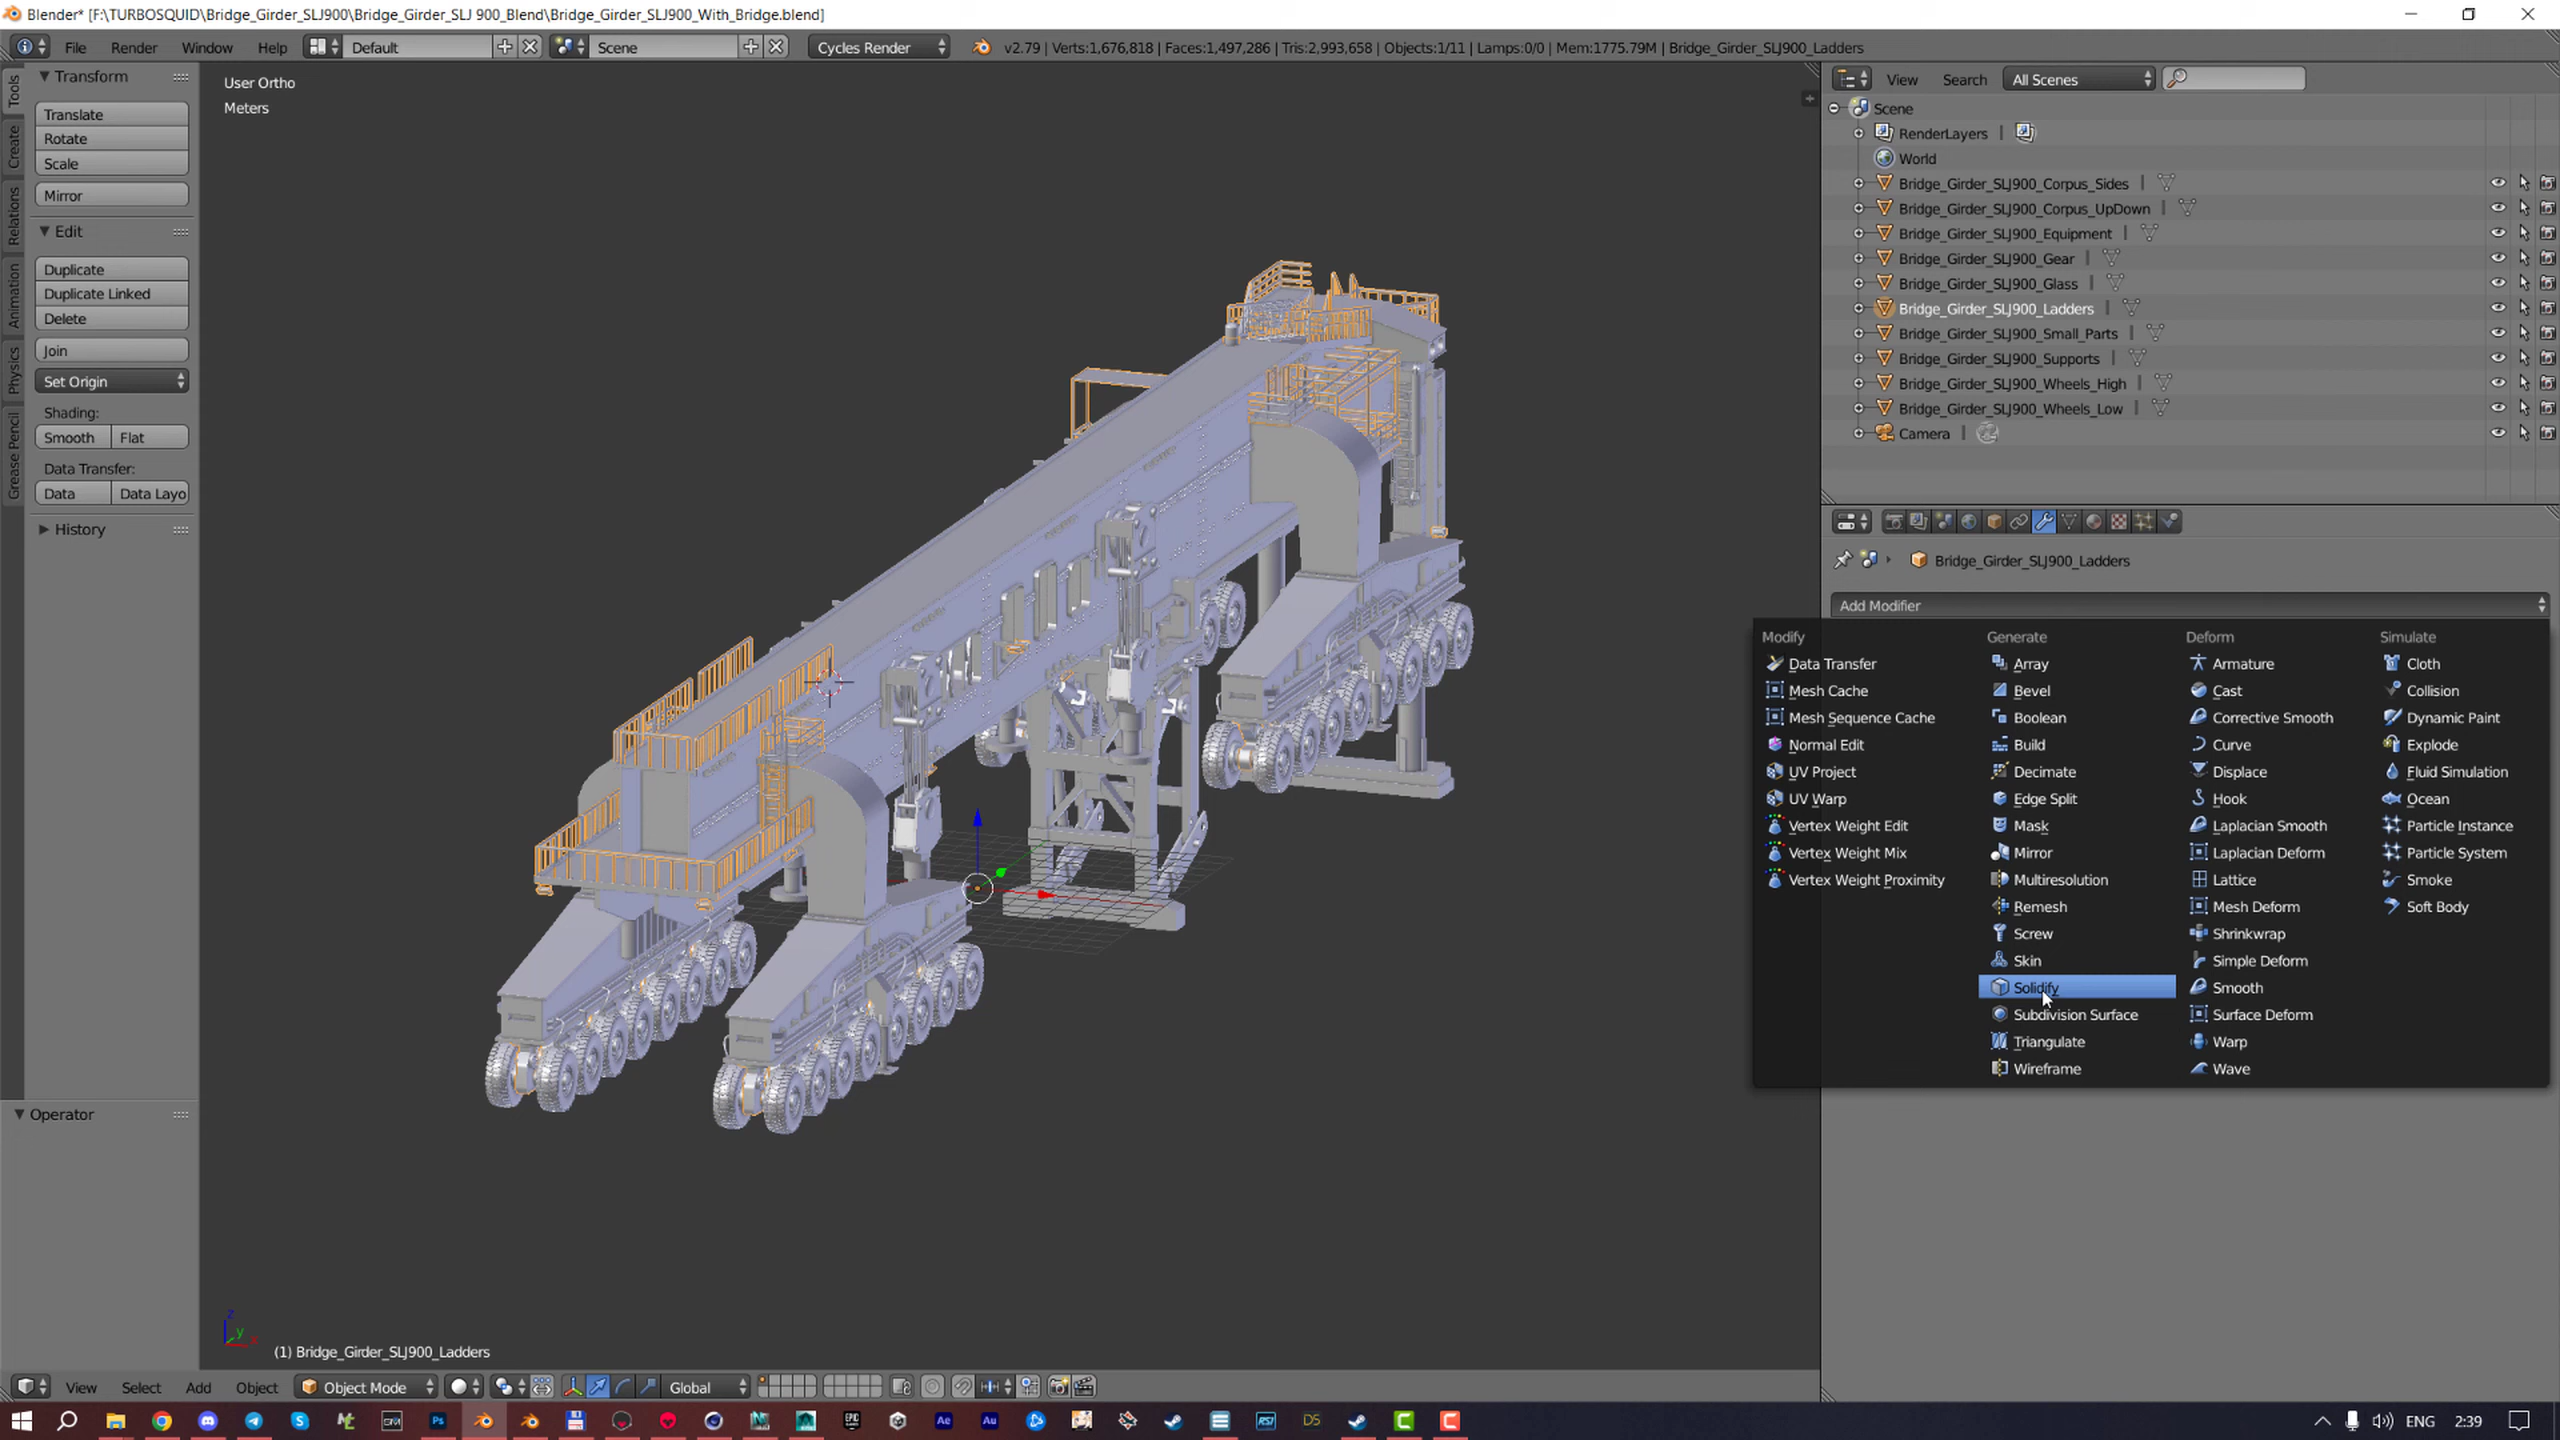 Blender* [F:\TURBOSQUID\Bridge_Girder_SLJ900\Bridge_Girder_SLJ 900_Blend\Bridge_Girder_SLJ900_With_Bridge.blend]
File Render Window Help Default Scene Cycles Render v2.79 | Verts:1,676,818 | Faces:1,497,286 | Tris:2,993,658 | Objects:1/11 | Lamps:0/0 | Mem:1775.79M | Bridge_Girder_SLJ900_Ladders
Tools
Create
Relations
Animation
Physics
Grease Pencil
Transform
Translate
Rotate
Scale
Mirror
Edit
Duplicate
Duplicate Linked
Delete
Join
Set Origin
Shading:
Smooth Flat
Data Transfer:
Data Data Layo
History
Operator
User Ortho
Meters
z
y
x
(1) Bridge_Girder_SLJ900_Ladders
View Search All Scenes
Scene
RenderLayers |
World
Bridge_Girder_SLJ900_Corpus_Sides |
Bridge_Girder_SLJ900_Corpus_UpDown |
Bridge_Girder_SLJ900_Equipment |
Bridge_Girder_SLJ900_Gear |
Bridge_Girder_SLJ900_Glass |
Bridge_Girder_SLJ900_Ladders |
Bridge_Girder_SLJ900_Small_Parts |
Bridge_Girder_SLJ900_Supports |
Bridge_Girder_SLJ900_Wheels_High |
Bridge_Girder_SLJ900_Wheels_Low |
Camera |
Bridge_Girder_SLJ900_Ladders
Add Modifier
Modify
Data Transfer
Mesh Cache
Mesh Sequence Cache
Normal Edit
UV Project
UV Warp
Vertex Weight Edit
Vertex Weight Mix
Vertex Weight Proximity
Generate
Array
Bevel
Boolean
Build
Decimate
Edge Split
Mask
Mirror
Multiresolution
Remesh
Screw
Skin
Solidify
Subdivision Surface
Triangulate
Wireframe
Deform
Armature
Cast
Corrective Smooth
Curve
Displace
Hook
Laplacian Smooth
Laplacian Deform
Lattice
Mesh Deform
Shrinkwrap
Simple Deform
Smooth
Surface Deform
Warp
Wave
Simulate
Cloth
Collision
Dynamic Paint
Explode
Fluid Simulation
Ocean
Particle Instance
Particle System
Smoke
Soft Body
View Select Add Object Object Mode Global
Ps EPIC Ae Au RSI DS ENG 2:39